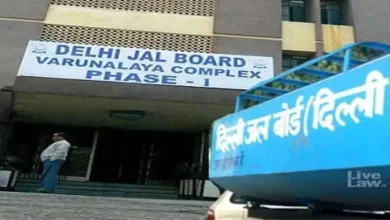 DELHI JAL BOARD
VARUNALAYA COMPLEX
PHASE - I
दिल्ली जल बोर्ड/दिल्ली
Live
Law